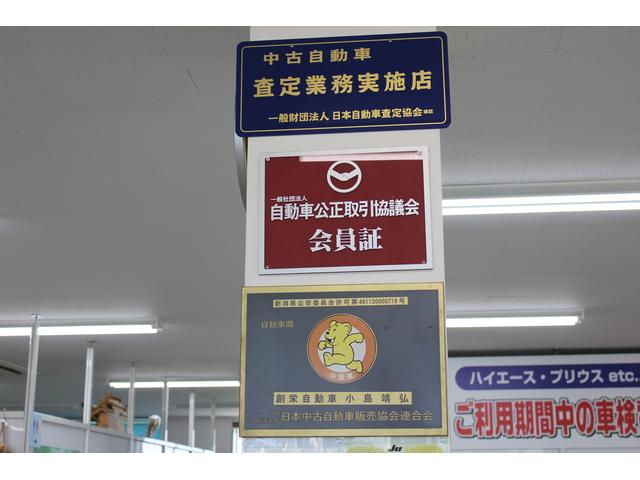 中古自動車
査定業務実施店
一般財団法人 日本自動車査定協会
一般社団法人
自動車公正取引協議会
会員証
新潟県公安委員会許可第461130000718号
自動車商
中販連
創栄自動車 小島靖弘
日本中古自動車販売協会連合会
Ju
ハイエース・プリウス etc.
ご利用期間中の車検